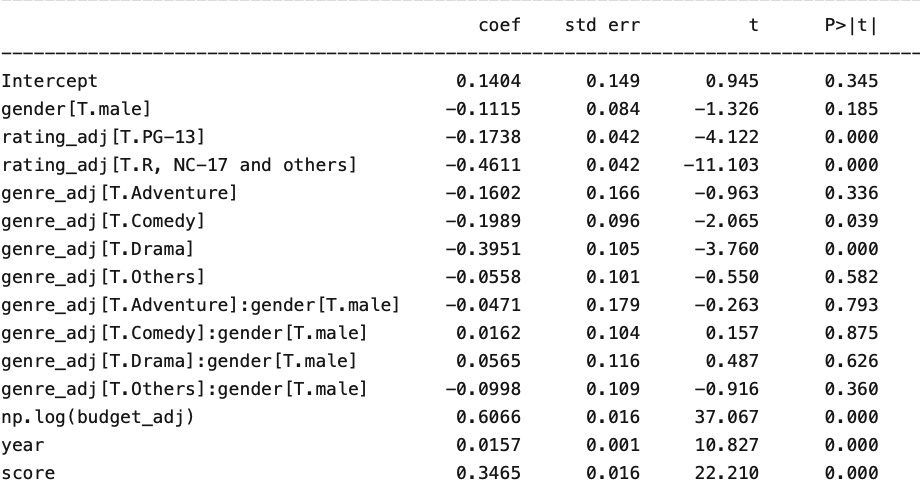 coef std err t P>|t|
Intercept 0.1404 0.149 0.945 0.345
gender[T.male] -0.1115 0.084 -1.326 0.185
rating_adj[T.PG-13] -0.1738 0.042 -4.122 0.000
rating_adj[T.R, NC-17 and others] -0.4611 0.042 -11.103 0.000
genre_adj[T.Adventure] -0.1602 0.166 -0.963 0.336
genre_adj[T.Comedy] -0.1989 0.096 -2.065 0.039
genre_adj[T.Drama] -0.3951 0.105 -3.760 0.000
genre_adj[T.Others] -0.0558 0.101 -0.550 0.582
genre_adj[T.Adventure]:gender[T.male] -0.0471 0.179 -0.263 0.793
genre_adj[T.Comedy]:gender[T.male] 0.0162 0.104 0.157 0.875
genre_adj[T.Drama]:gender[T.male] 0.0565 0.116 0.487 0.626
genre_adj[T.Others]:gender[T.male] -0.0998 0.109 -0.916 0.360
np.log(budget_adj) 0.6066 0.016 37.067 0.000
year 0.0157 0.001 10.827 0.000
score 0.3465 0.016 22.210 0.000